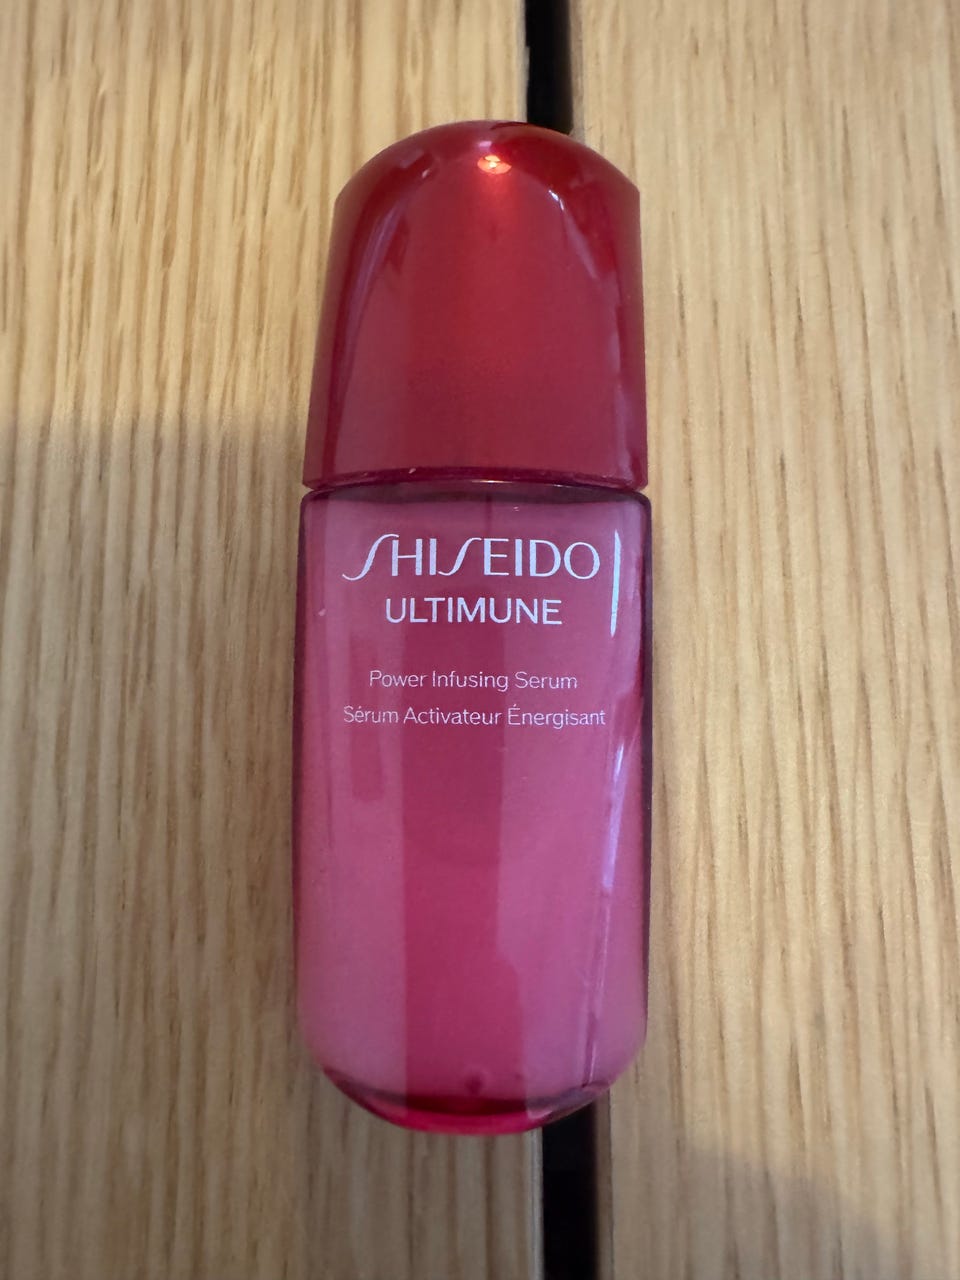 SHISEIDO
ULTIMUNE
Power Infusing Serum
Sérum Activateur Énergisant